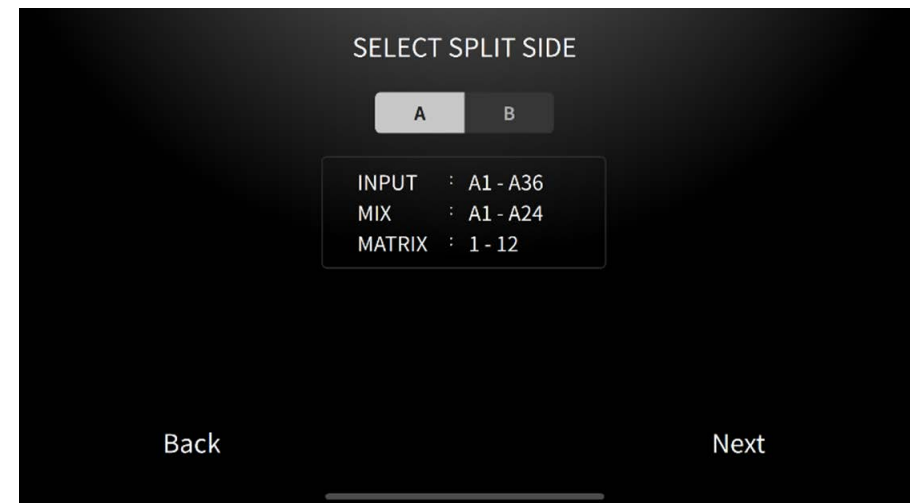 SELECT SPLIT SIDE
A B
INPUT : A1 - A36
MIX : A1 - A24
MATRIX : 1 - 12
Back Next